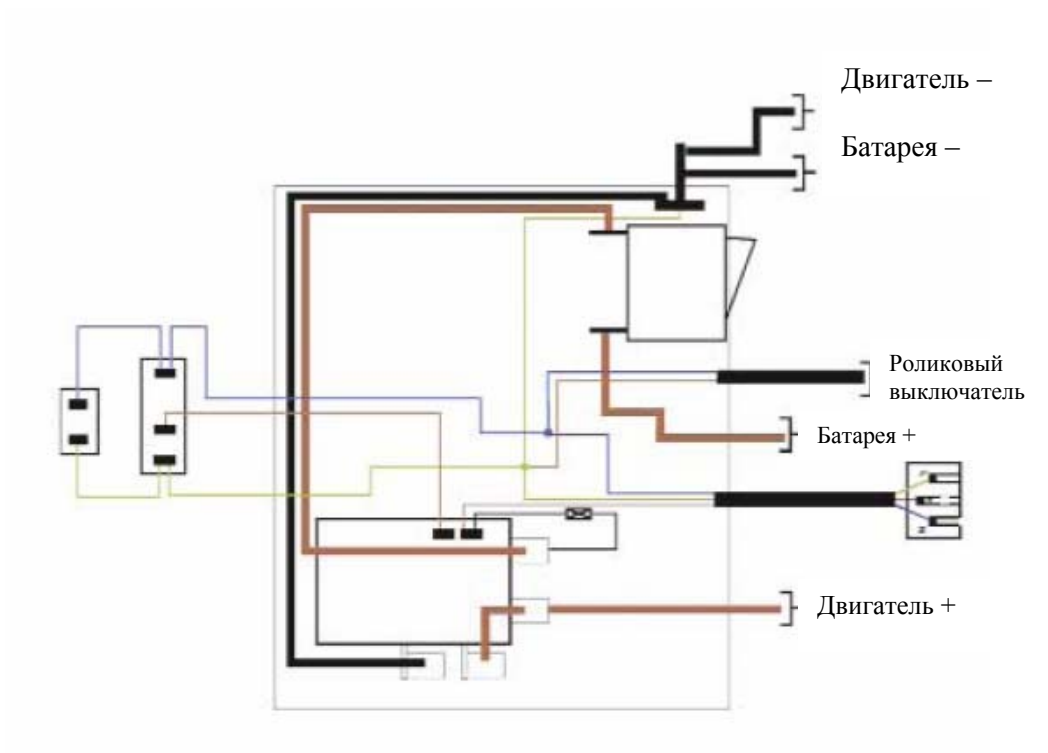 Двигатель –
Батарея –
Роликовый
выключатель
Батарея +
Двигатель +